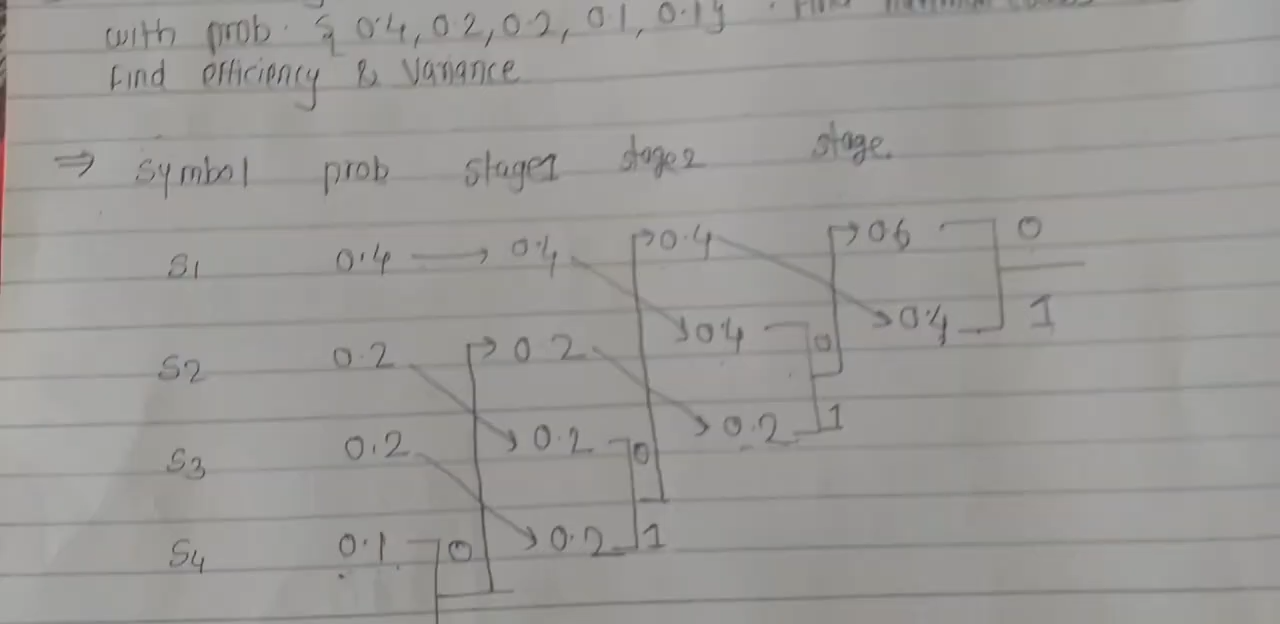 with prob. { 0.4, 0.2, 0.2, 0.1, 0.1} . Find
Find efficiency & Variance
⇒ symbol prob stage1 stage2 stage.
S1 0.4 → 0.4 0.4 0.6 0
0.4 0 0.4 1
S2 0.2 0.2
S3 0.2 0.2 0 0.2 1
S4 0.1 0 0.2 1